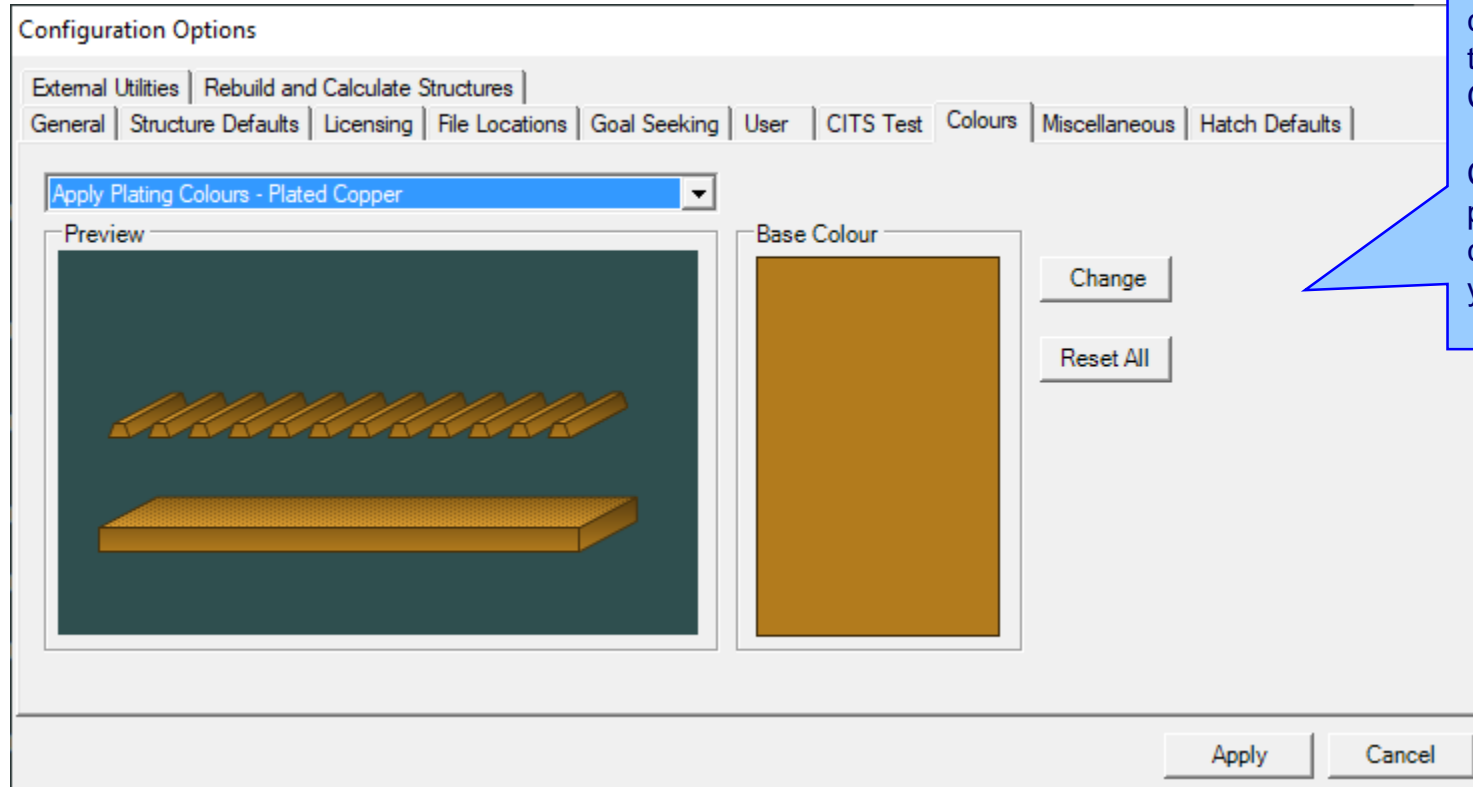 Configuration Options
External Utilities Rebuild and Calculate Structures
General Structure Defaults Licensing File Locations Goal Seeking User CITS Test Colours Miscellaneous Hatch Defaults
Apply Plating Colours - Plated Copper
Preview
Base Colour
Change
Reset All
Apply
Cancel